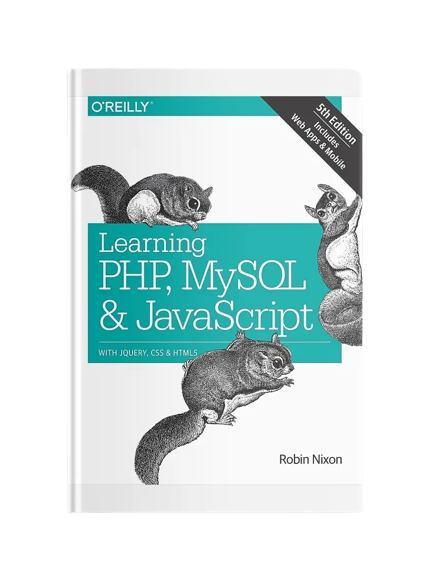 O'REILLY®
5th Edition
Includes
Web Apps & Mobile
Learning
PHP, MySQL
& JavaScript
WITH JQUERY, CSS & HTML5
Robin Nixon